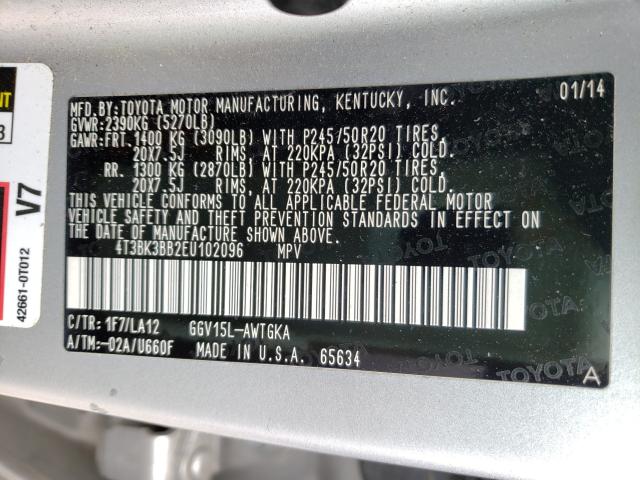 MFD.BY:TOYOTA MOTOR MANUFACTURING, KENTUCKY, INC. 01/14
GVWR:2390KG (5270LB)
GAWR:FRT.1400 KG (3090LB) WITH P245/50R20 TIRES,
20X7.5J RIMS, AT 220KPA (32PSI) COLD.
RR. 1300 KG (2870LB) WITH P245/50R20 TIRES,
20X7.5J RIMS, AT 220KPA (32PSI) COLD.
THIS VEHICLE CONFORMS TO ALL APPLICABLE FEDERAL MOTOR
VEHICLE SAFETY AND THEFT PREVENTION STANDARDS IN EFFECT ON
THE DATE OF MANUFACTURE SHOWN ABOVE.
4T3BK3BB2EU102096 MPV
C/TR: 1F7/LA12 GGV15L-AWTGKA
A/TM:-02A/U660F MADE IN U.S.A. 65634
A
V7
42661-0T012
TOYOTA